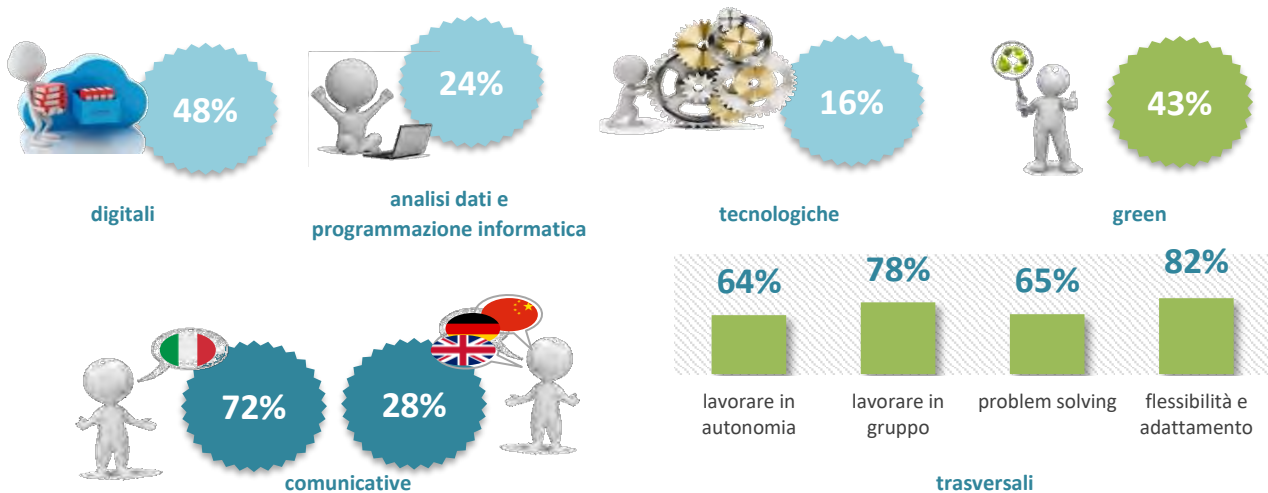 48%
digitali
24%
analisi dati e
programmazione informatica
16%
tecnologiche
43%
green
72%
28%
comunicative
64%
lavorare in
autonomia
78%
lavorare in
gruppo
65%
problem solving
82%
flessibilità e
adattamento
trasversali